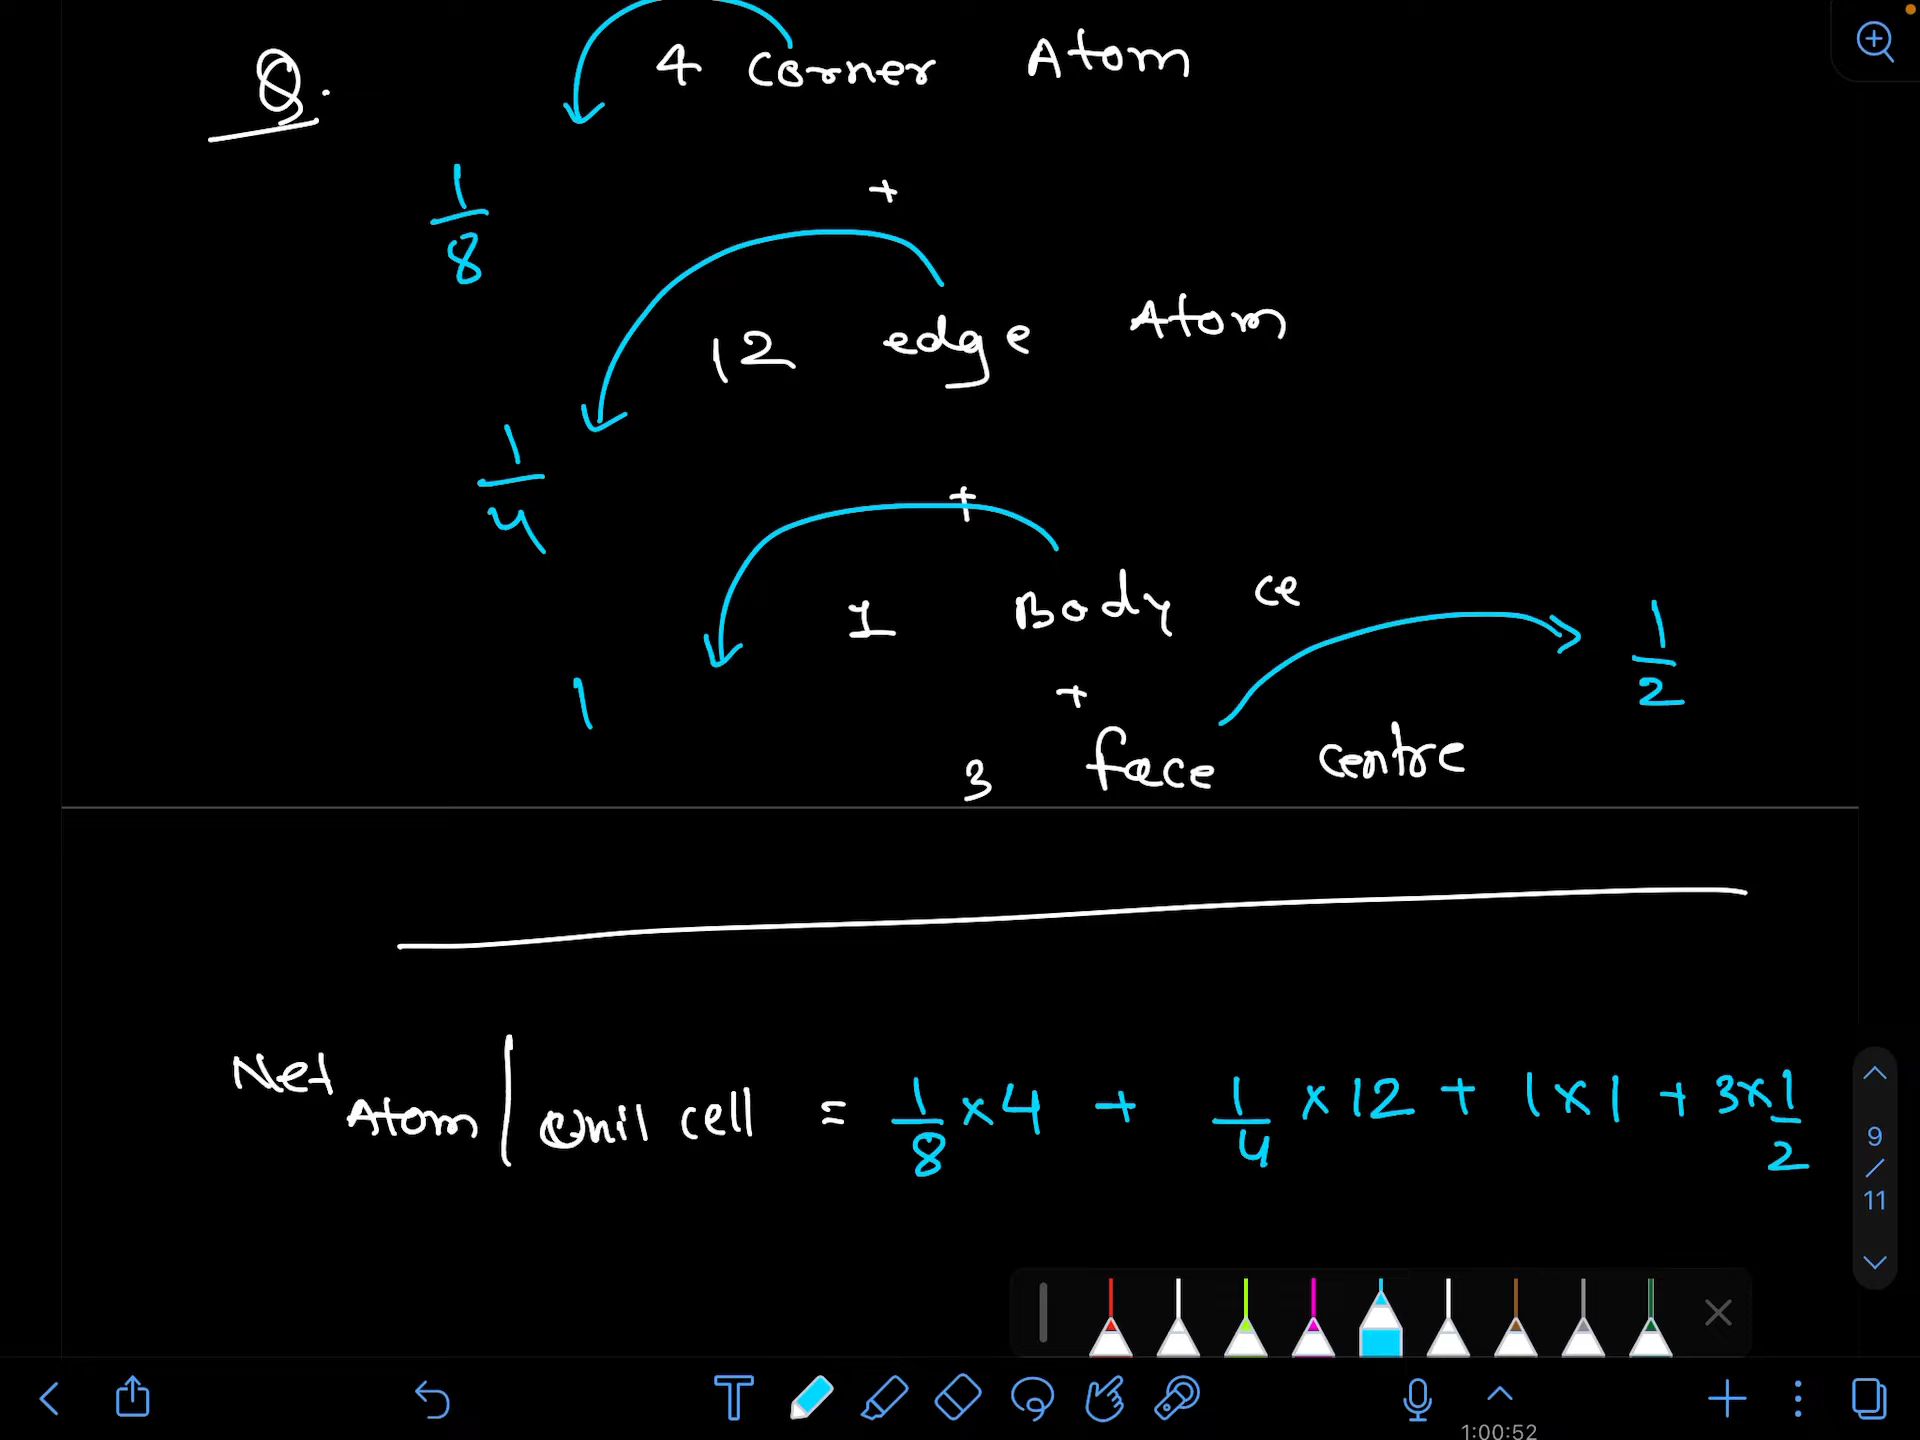 Q. 4 corner Atom
1/8
+
12 edge Atom
1/4
+
1 Body ce
1
+
1/2
3 face centre
Net Atom | Unit cell = 1/8 × 4 + 1/4 × 12 + 1 × 1 + 3 × 1/2
9
/
11
T
1:00:52